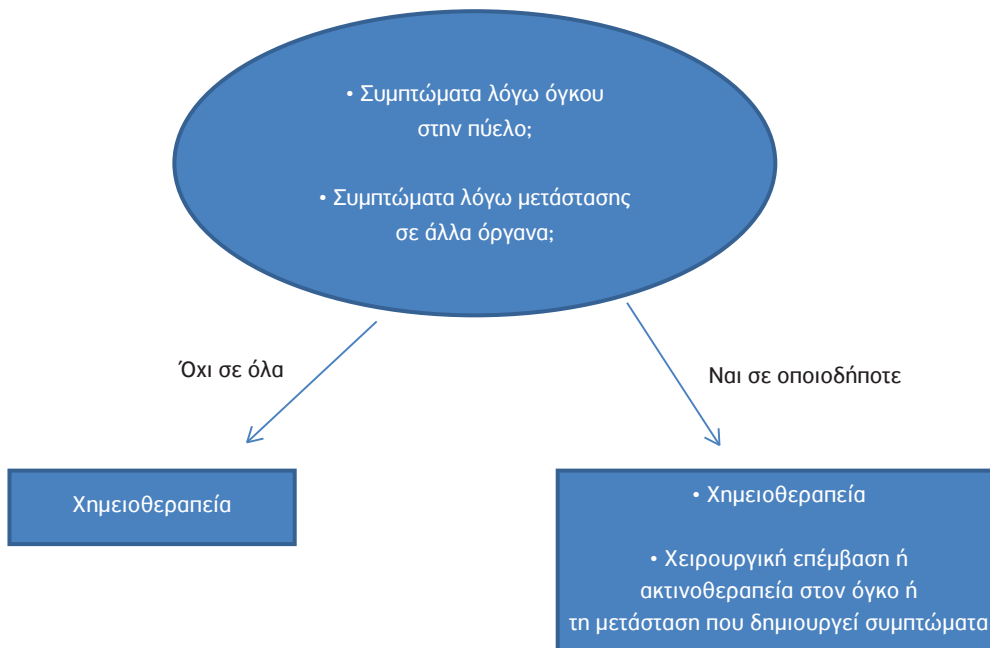 • Συμπτώματα λόγω όγκου
στην πύελο;
• Συμπτώματα λόγω μετάστασης
σε άλλα όργανα;
Όχι σε όλα
Ναι σε οποιοδήποτε
Χημειοθεραπεία
• Χημειοθεραπεία
• Χειρουργική επέμβαση ή
ακτινοθεραπεία στον όγκο ή
τη μετάσταση που δημιουργεί συμπτώματα